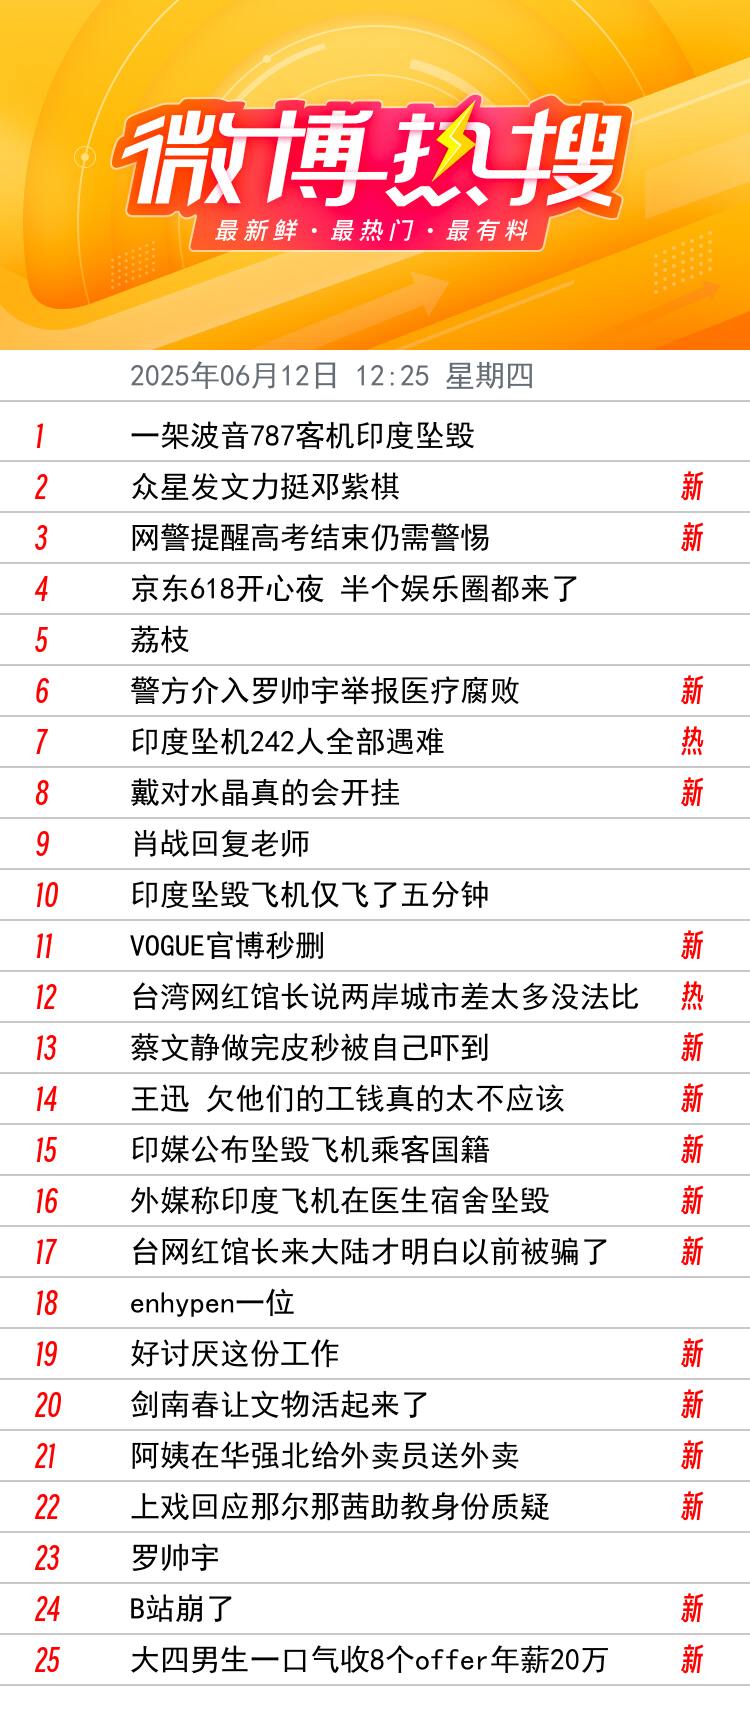 微博热搜
最新鲜·最热门·最有料
2025年06月12日 12:25 星期四
1 一架波音787客机印度坠毁
2 众星发文力挺邓紫棋 新
3 网警提醒高考结束仍需警惕 新
4 京东618开心夜 半个娱乐圈都来了
5 荔枝
6 警方介入罗帅宇举报医疗腐败 新
7 印度坠机242人全部遇难 热
8 戴对水晶真的会开挂 新
9 肖战回复老师
10 印度坠毁飞机仅飞了五分钟
11 VOGUE官博秒删 新
12 台湾网红馆长说两岸城市差太多没法比 热
13 蔡文静做完皮秒被自己吓到 新
14 王迅 欠他们的工钱真的太不应该 新
15 印媒公布坠毁飞机乘客国籍 新
16 外媒称印度飞机在医生宿舍坠毁 新
17 台网红馆长来大陆才明白以前被骗了 新
18 enhypen一位
19 好讨厌这份工作 新
20 剑南春让文物活起来了 新
21 阿姨在华强北给外卖员送外卖 新
22 上戏回应那尔那茜助教身份质疑 新
23 罗帅宇
24 B站崩了 新
25 大四男生一口气收8个offer年薪20万 新